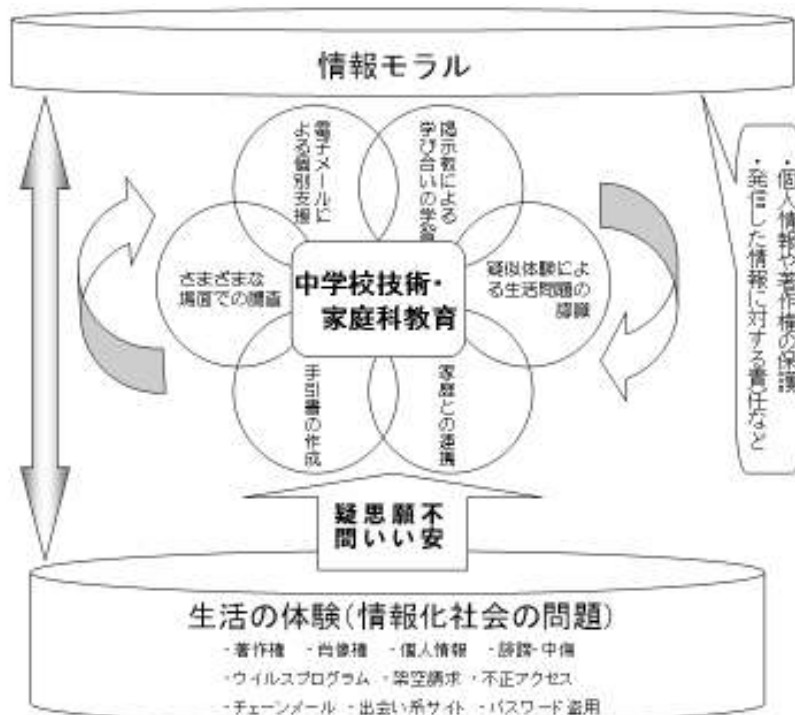 情報モラル
電子メールに
よる個別支援
掲示板による
学び合いの学習
・個人情報や著作権の保護
・発信した情報に対する責任など
さまざまな
場面での調査
中学校技術・
家庭科教育
疑似体験によ
る生活問題の
認識
手引書の作成
家庭との連携
疑問
思い
願い
不安
生活の体験(情報化社会の問題)
・著作権 ・肖像権 ・個人情報 ・誹謗・中傷
・ウイルスプログラム ・架空請求 ・不正アクセス
・チェーンメール ・出会い系サイト ・パスワード盗用